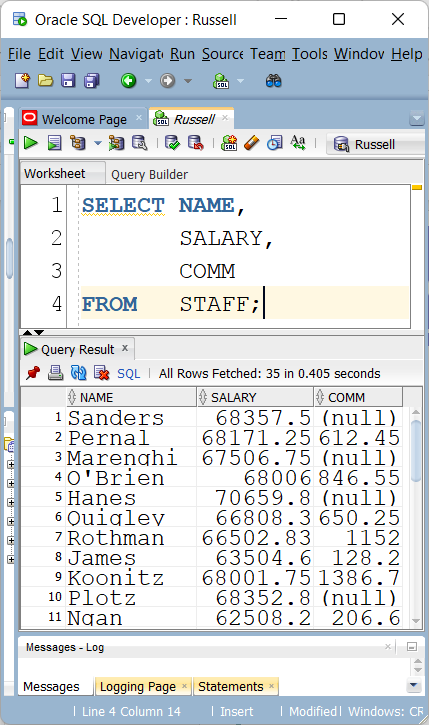 Oracle SQL Developer : Russell
File Edit View Navigate Run Source Team Tools Window Help
Welcome Page Russell
Aa Russell
Worksheet Query Builder
1 SELECT NAME,
2 SALARY,
3 COMM
4 FROM STAFF;
Query Result x
SQL All Rows Fetched: 35 in 0.405 seconds
NAME SALARY COMM
1 Sanders 68357.5 (null)
2 Pernal 68171.25 612.45
3 Marenghi 67506.75 (null)
4 O'Brien 68006 846.55
5 Hanes 70659.8 (null)
6 Quigley 66808.3 650.25
7 Rothman 66502.83 1152
8 James 63504.6 128.2
9 Koonitz 68001.75 1386.7
10 Plotz 68352.8 (null)
11 Ngan 62508.2 206.6
Messages - Log
Messages Logging Page Statements
Line 4 Column 14 Insert Modified Windows: CR